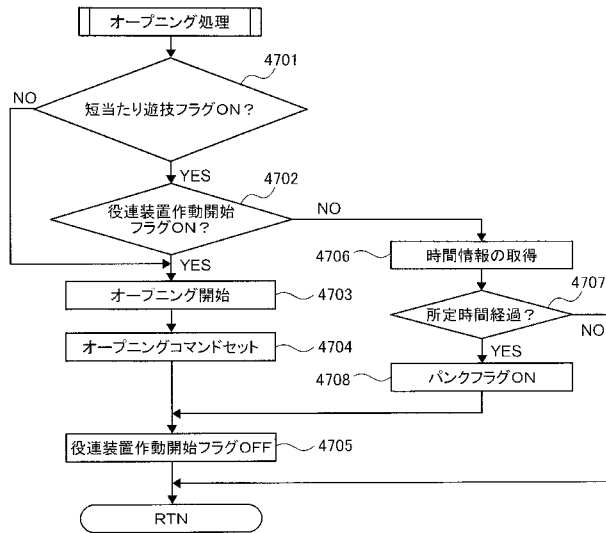 オープニング処理
4701
短当たり遊技フラグON?
NO
YES
4702
役連装置作動開始
フラグON?
NO
YES
4706
時間情報の取得
オープニング開始
4703
4707
所定時間経過?
NO
オープニングコマンドセット
4704
YES
4708
パンクフラグON
役連装置作動開始フラグOFF
4705
RTN